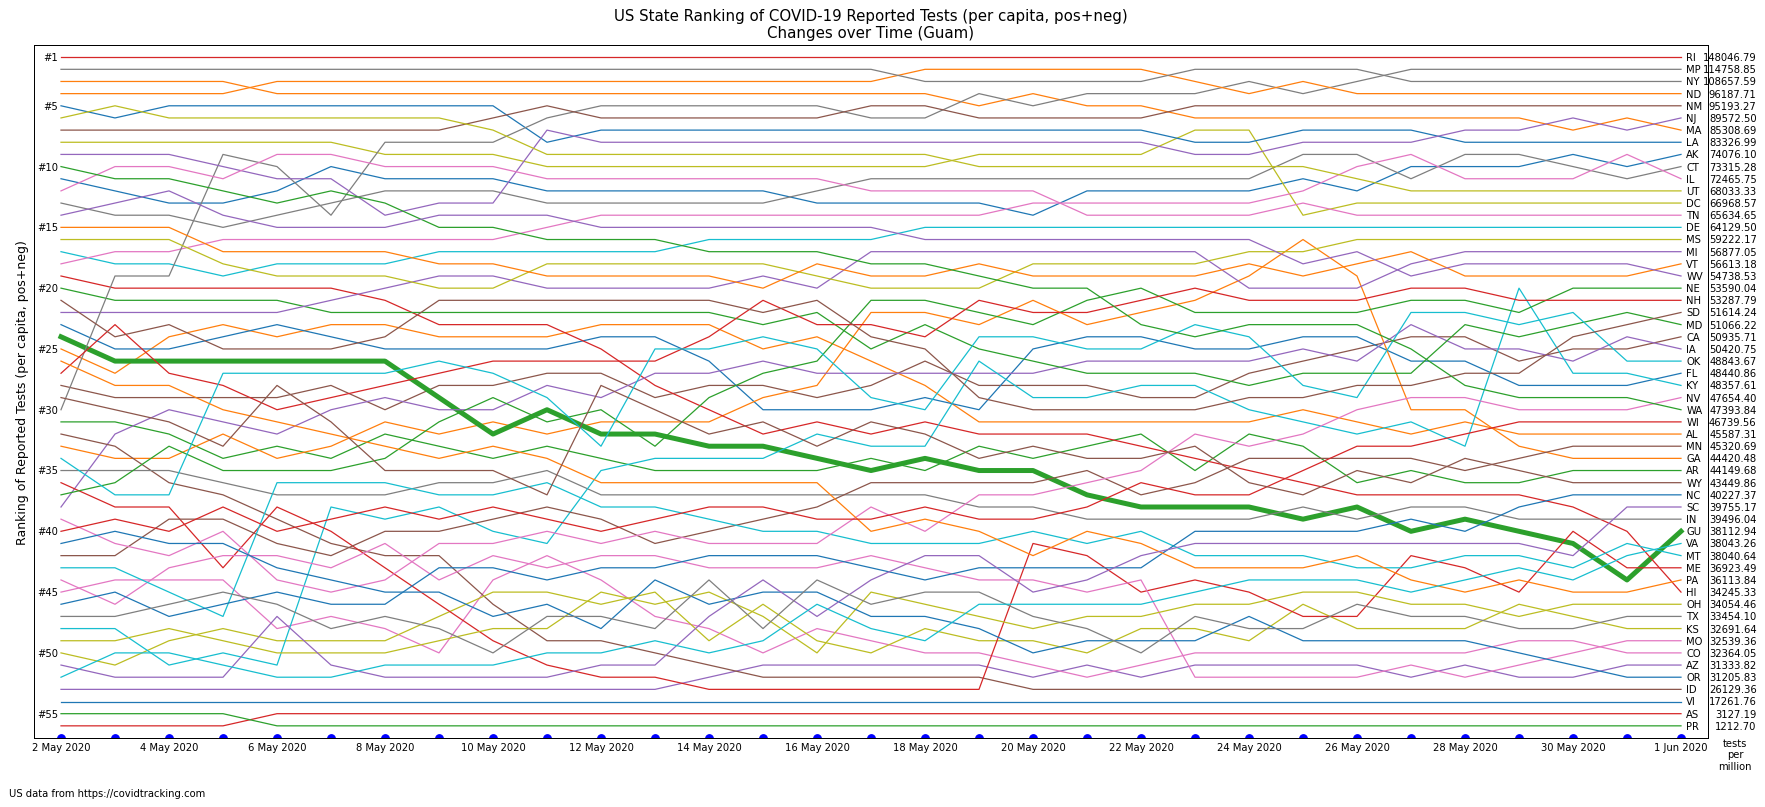 US State Ranking of COVID-19 Reported Tests (per capita, pos+neg)
Changes over Time (Guam)
Ranking of Reported Tests (per capita, pos+neg)
#1
#5
#10
#15
#20
#25
#30
#35
#40
#45
#50
#55
RI 148046.79
MP 114758.85
NY 108657.59
ND 96187.71
NM 95193.27
NJ 89572.50
MA 85308.69
LA 83326.99
AK 74076.10
CT 73315.28
IL 72465.75
UT 68033.33
DC 66968.57
TN 65634.65
DE 64129.50
MS 59222.17
MI 56877.05
VT 56613.18
WV 54738.53
NE 53590.04
NH 53287.79
SD 51614.24
MD 51066.22
CA 50935.71
IA 50420.75
OK 48843.67
FL 48440.86
KY 48357.61
NV 47654.40
WA 47393.84
WI 46739.56
AL 45587.31
MN 45320.69
GA 44420.48
AR 44149.68
WY 43449.86
NC 40227.37
SC 39755.17
IN 39496.04
GU 38112.94
VA 38043.26
MT 38040.64
ME 36923.49
PA 36113.84
HI 34245.33
OH 34054.46
TX 33454.10
KS 32691.64
MO 32539.36
CO 32364.05
AZ 31333.82
OR 31205.83
ID 26129.36
VI 17261.76
AS 3127.19
PR 1212.70
2 May 2020 4 May 2020 6 May 2020 8 May 2020 10 May 2020 12 May 2020 14 May 2020 16 May 2020 18 May 2020 20 May 2020 22 May 2020 24 May 2020 26 May 2020 28 May 2020 30 May 2020 1 Jun 2020
tests
per
million
US data from https://covidtracking.com